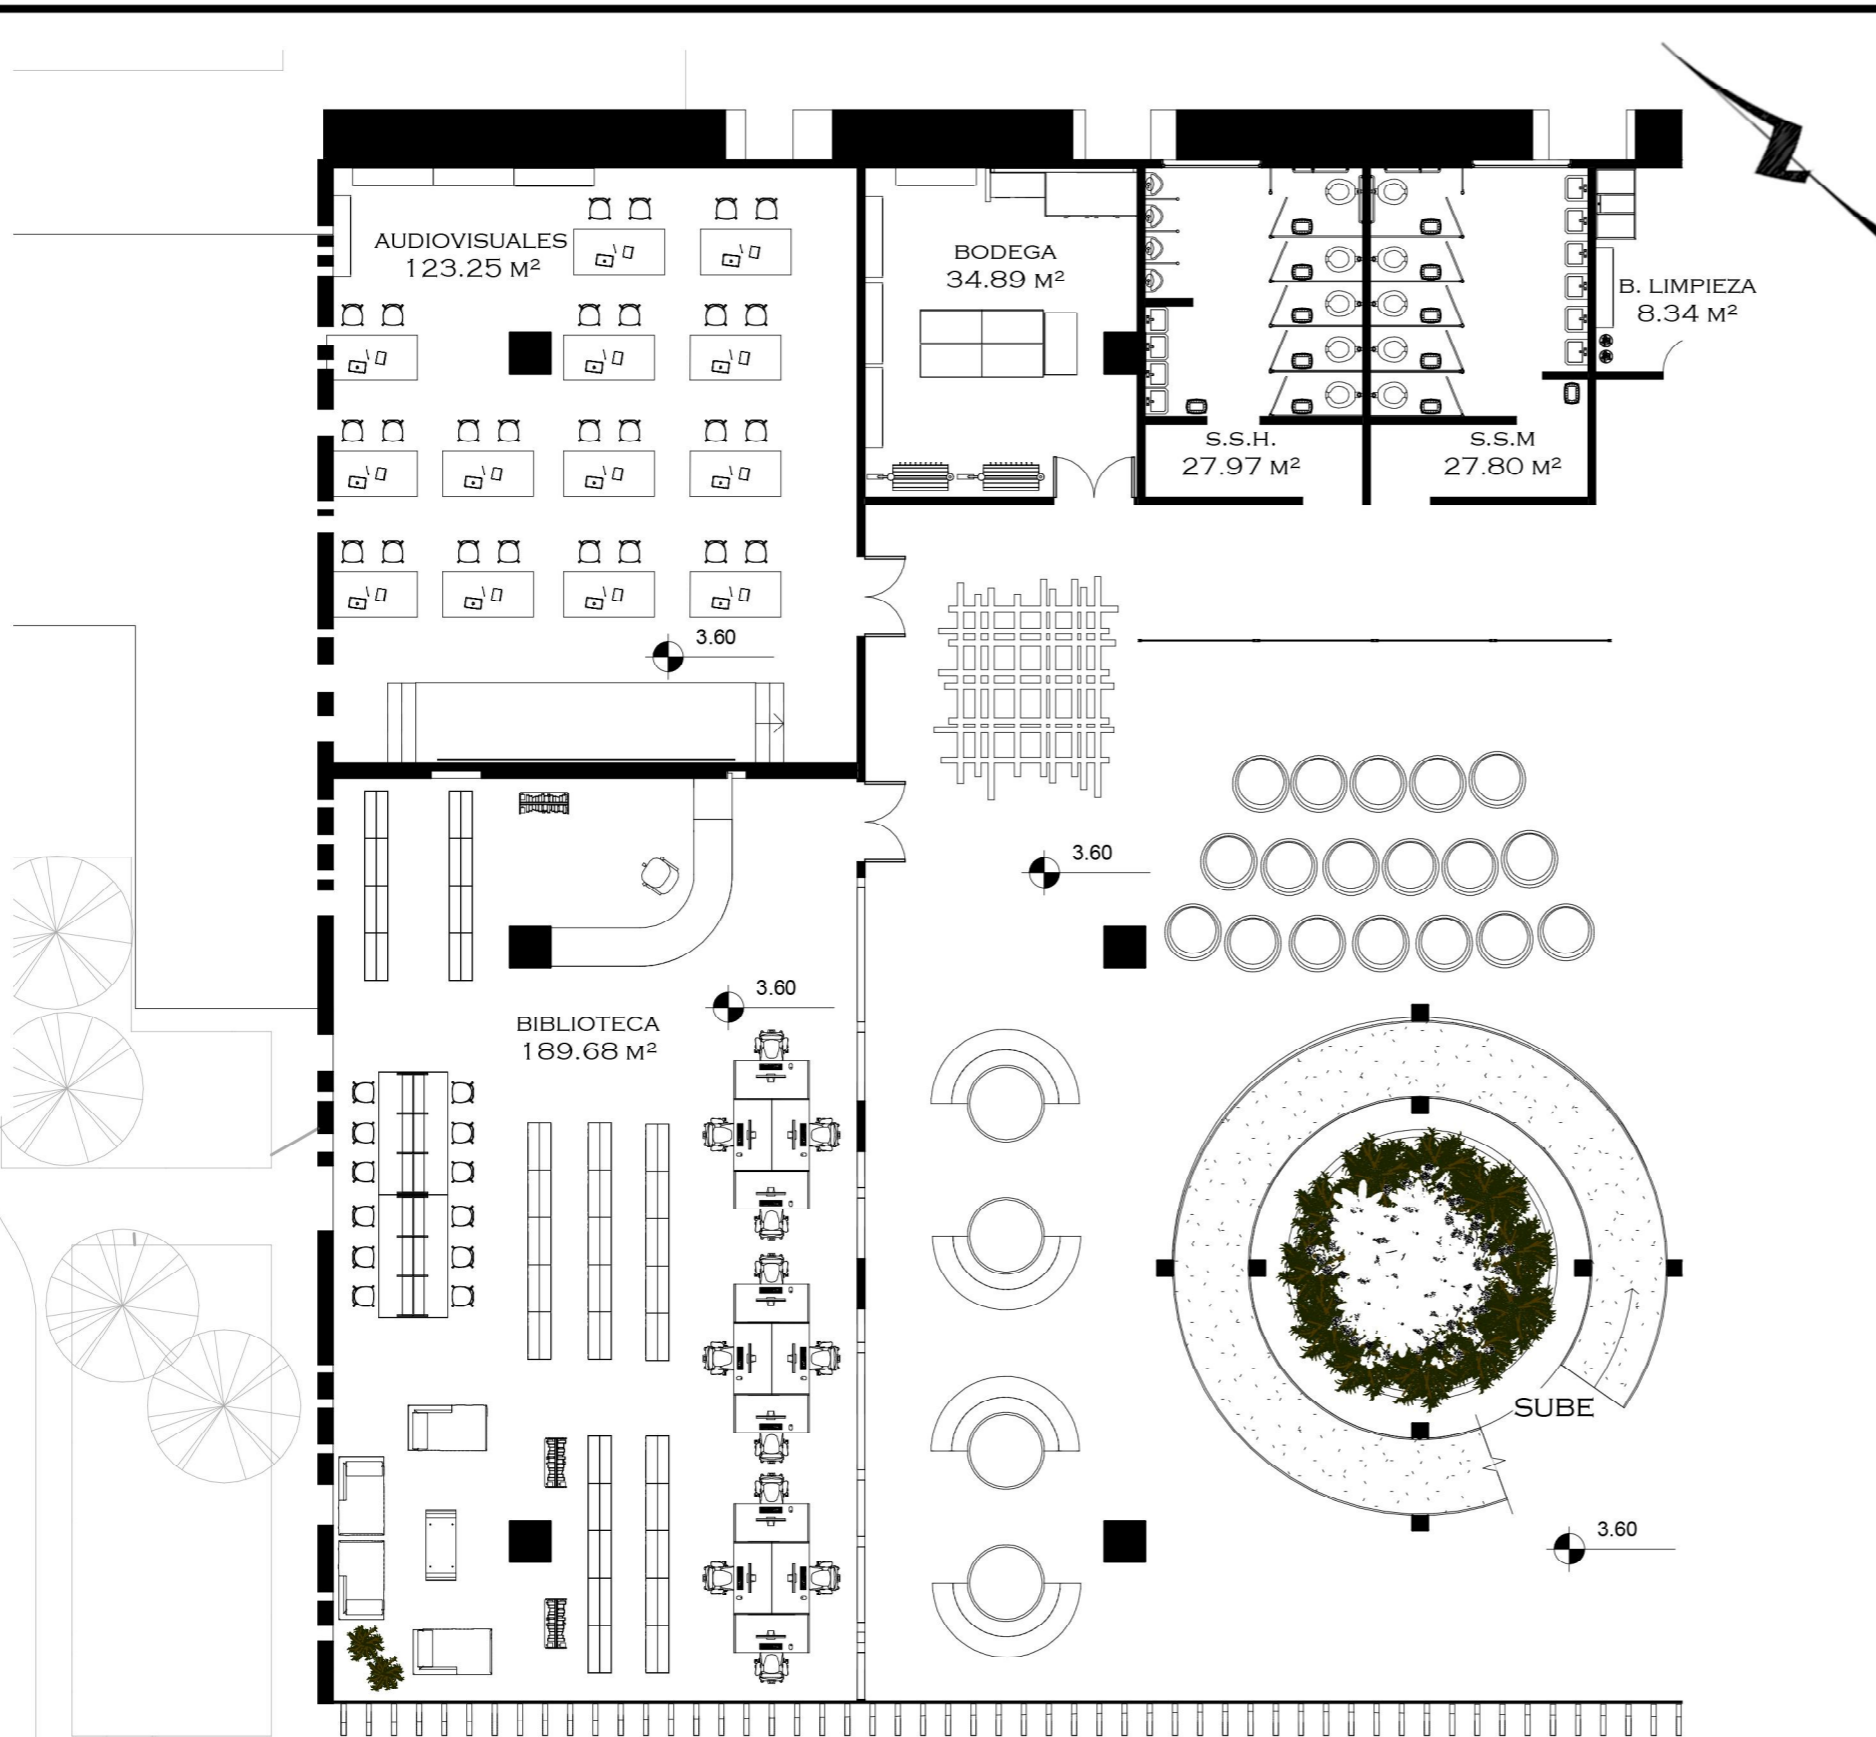 AUDIOVISUALES
123.25 M²
BODEGA
34.89 M²
B. LIMPIEZA
8.34 M²
S.S.H.
27.97 M²
S.S.M
27.80 M²
3.60
3.60
3.60
BIBLIOTECA
189.68 M²
SUBE
3.60